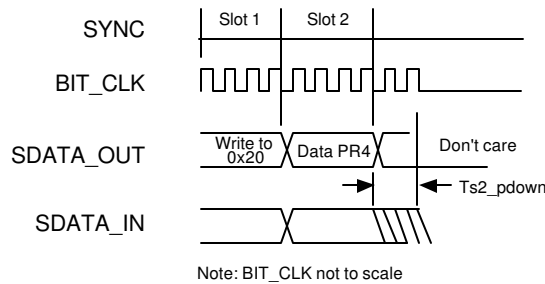 Slot 1
Slot 2
SYNC
BIT_CLK
SDATA_OUT
Write to
0x20
Data PR4
Don't care
Ts2_pdown
SDATA_IN
Note: BIT_CLK not to scale